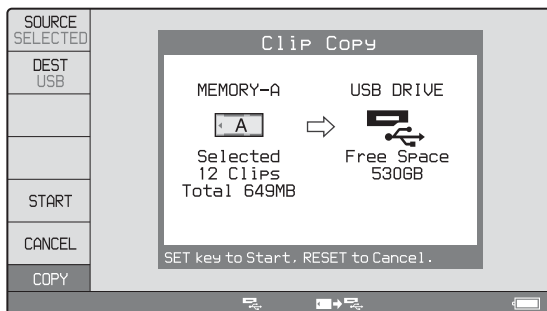 SOURCE
SELECTED
DEST
USB
START
CANCEL
COPY
Clip Copy
MEMORY-A
USB DRIVE
A
Selected
12 Clips
Total 649MB
Free Space
530GB
SET key to Start. RESET to Cancel.